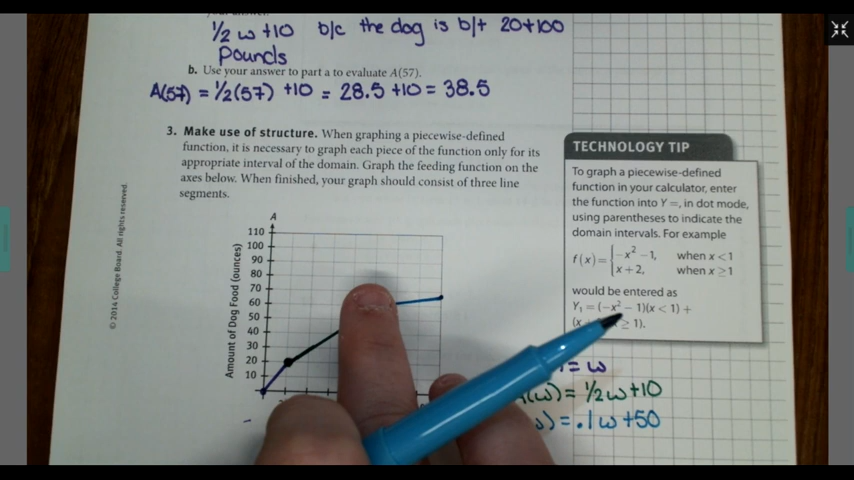 1/2 w +10 b/c the dog is b/t 20+100
Pounds
b. Use your answer to part a to evaluate A(57).
A(57) = 1/2(57) +10 = 28.5 +10 = 38.5
3. Make use of structure. When graphing a piecewise-defined
function, it is necessary to graph each piece of the function only for its
appropriate interval of the domain. Graph the feeding function on the
axes below. When finished, your graph should consist of three line
segments.
© 2014 College Board. All rights reserved.
A
110
100
90
80
70
60
50
40
30
20
10
Amount of Dog Food (ounces)
TECHNOLOGY TIP
To graph a piecewise-defined
function in your calculator, enter
the function into Y =, in dot mode,
using parentheses to indicate the
domain intervals. For example
f(x) = { -x² − 1, when x < 1
x + 2, when x ≥ 1
would be entered as
Y₁ = (−x² − 1)(x < 1) +
(x ≥ 1).
= w
(w) = 1/2 w +10
) = .1w +50